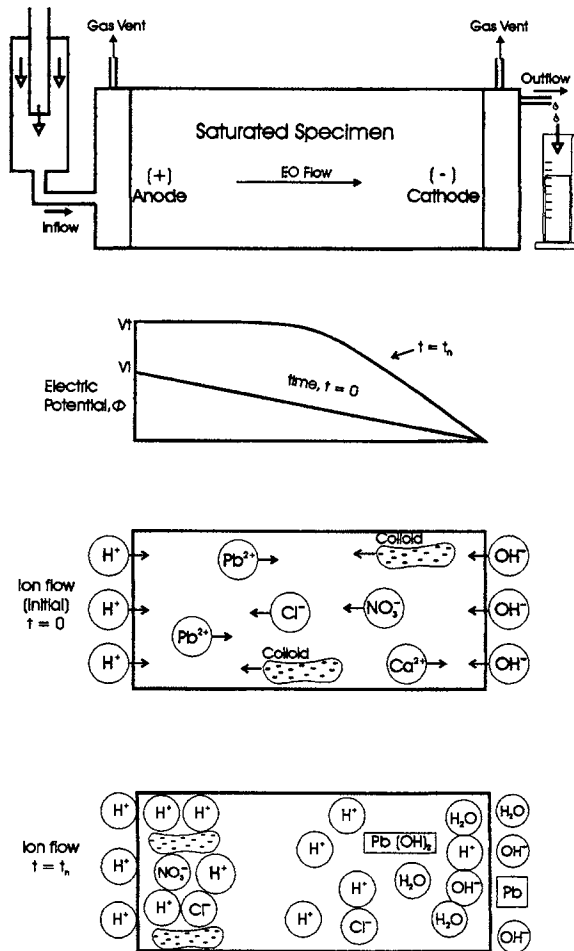 Gas Vent
Gas Vent
Outflow
Saturated Specimen
(+)
Anode
EO Flow
(-)
Cathode
Inflow
Vt
t = tₙ
Vi
time, t = 0
Electric
Potential,Φ
Colloid
H⁺
Pb²⁺
OH⁻
Ion flow
(initial)
t = 0
H⁺
Cl⁻
NO₃⁻
OH⁻
Pb²⁺
Colloid
H⁺
Ca²⁺
OH⁻
H⁺
H⁺
H⁺
H⁺
H₂O
H₂O
Ion flow
t = tₙ
H⁺
Pb (OH)₂
H⁺
OH⁻
H⁺
NO₃⁻
H⁺
H₂O
H⁺
OH⁻
Pb
H⁺
H⁺
Cl⁻
H⁺
Cl⁻
H₂O
OH⁻